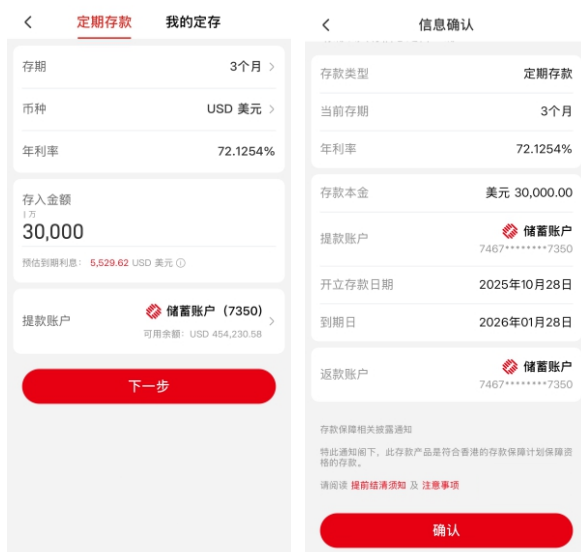 定期存款 我的定存
存期 3个月
币种 USD 美元
年利率 72.1254%
存入金额
万
30,000
预估到期利息: 5,529.62 USD 美元
提款账户 储蓄账户（7350）
可用余额: USD 454,230.58
下一步
信息确认
存款类型 定期存款
当前存期 3个月
年利率 72.1254%
存款本金 美元 30,000.00
提款账户 储蓄账户
7467********7350
开立存款日期 2025年10月28日
到期日 2026年01月28日
返款账户 储蓄账户
7467********7350
存款保障相关披露通知
特此通知阁下，此存款产品是符合香港的存款保障计划保障资
格的存款。
请阅读 提前结清须知 及 注意事项
确认